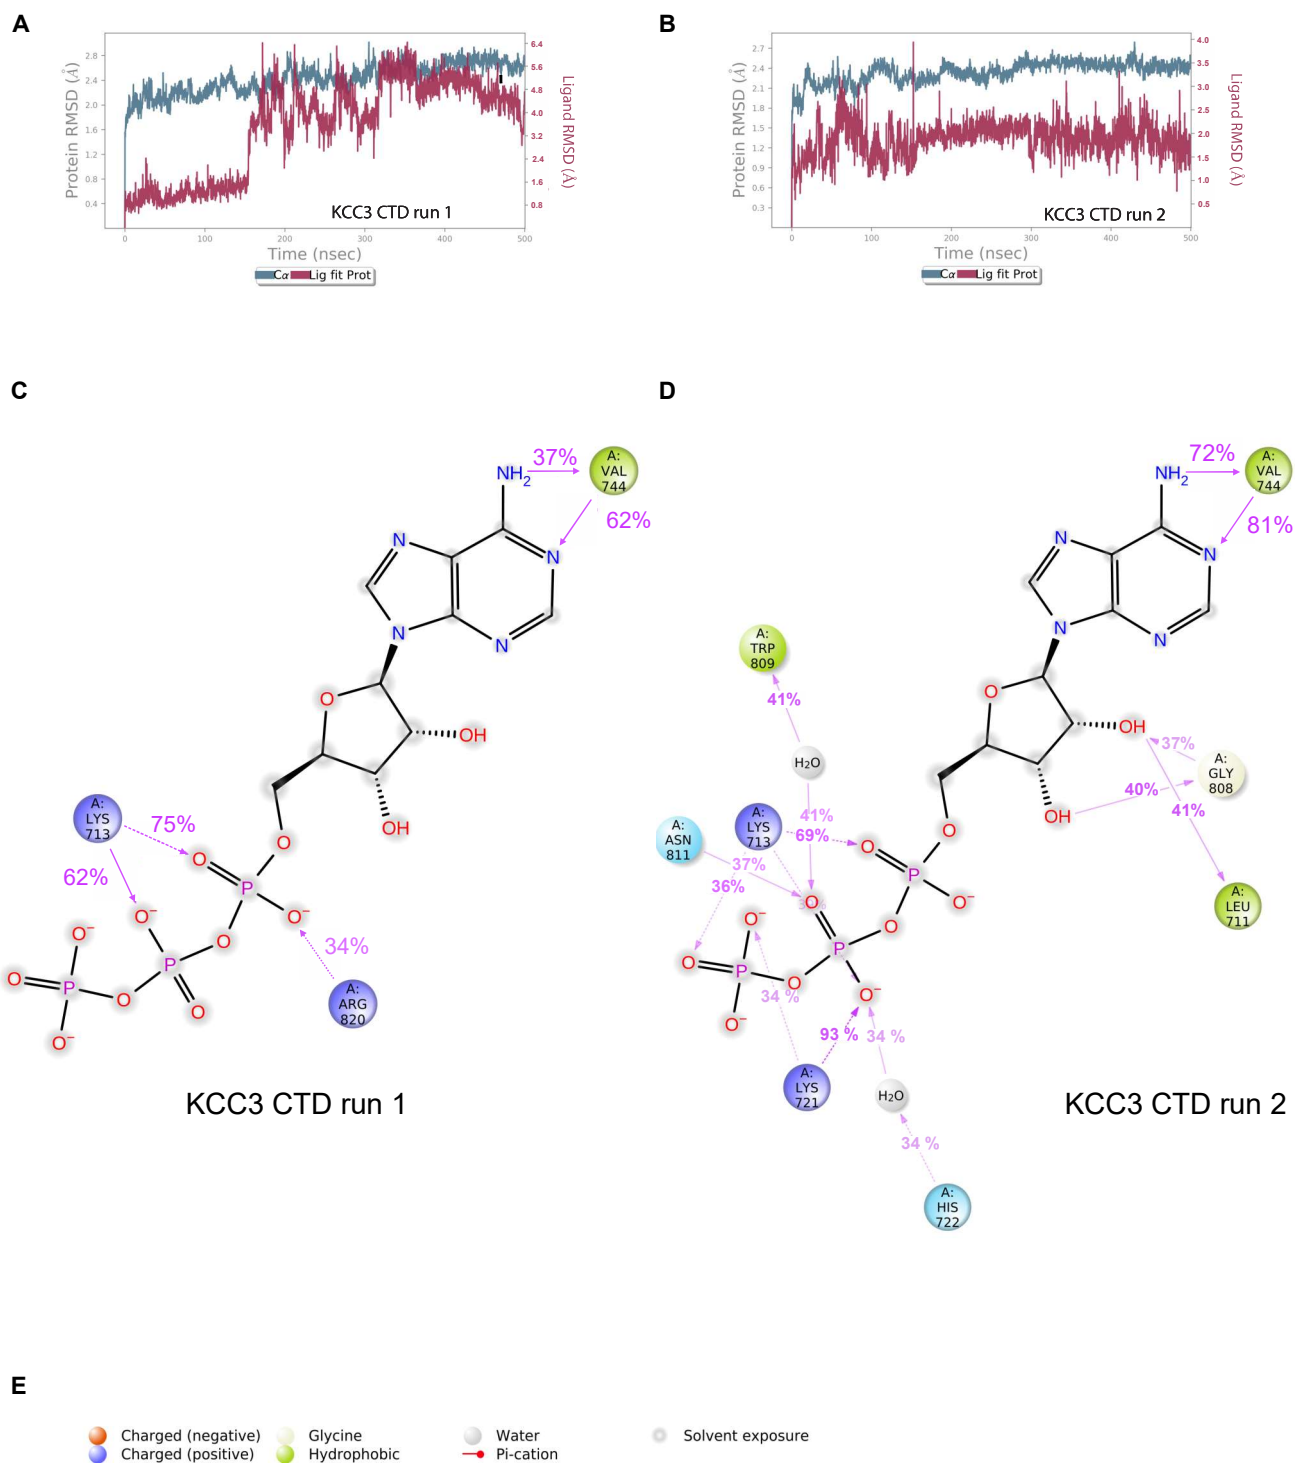 A
Protein RMSD (Å)
2.8
2.4
2.0
1.6
1.2
0.8
0.4
6.4
5.6
4.8
4.0
3.2
2.4
1.6
0.8
Ligand RMSD (Å)
KCC3 CTD run 1
0 100 200 300 400 500
Time (nsec)
Cα Lig fit Prot
B
Protein RMSD (Å)
2.7
2.4
2.1
1.8
1.5
1.2
0.9
0.6
0.3
4.0
3.5
3.0
2.5
2.0
1.5
1.0
0.5
Ligand RMSD (Å)
KCC3 CTD run 2
0 100 200 300 400 500
Time (nsec)
Cα Lig fit Prot
C
NH2
37%
A:
VAL
744
62%
N
N
N
N
O
OH
OH
A:
LYS
713
75%
62%
O
O
P
O⁻
O⁻
O
34%
O⁻
P
O
P
O
O
O⁻
A:
ARG
820
KCC3 CTD run 1
D
NH2
72%
A:
VAL
744
81%
N
N
N
N
A:
TRP
809
41%
H2O
O
OH
37%
A:
GLY
808
40%
41%
OH
A:
LEU
711
A:
ASN
811
A:
LYS
713
41%
69%
37%
36%
O
O
P
O⁻
O
O⁻
O
P
O
P
O
O⁻
O⁻
34 %
93 %
34 %
A:
LYS
721
H2O
34 %
A:
HIS
722
KCC3 CTD run 2
E
Charged (negative)
Charged (positive)
Glycine
Hydrophobic
Water
Pi-cation
Solvent exposure